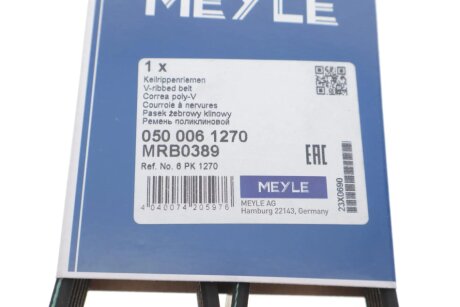 MEYLE
1 x
Keilrippenriemen
V-ribbed belt
Correa poly-V
Courroie à nervures
Pasek żebrowy klinowy
Ремень поликлиновой
050 006 1270
MRB0389
Ref. No. 6 PK 1270
EAC
4 040074 205976
MEYLE
MEYLE AG
Hamburg 22143, Germany
23X0690